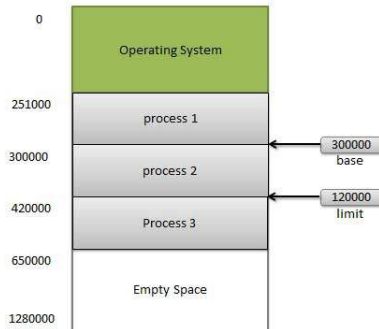 0
Operating System
251000
process 1
300000
300000
base
process 2
420000
120000
limit
Process 3
650000
Empty Space
1280000